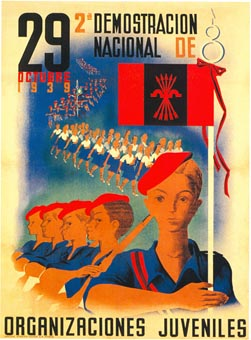 29
OCTUBRE
1939
2ª DEMOSTRACION
NACIONAL DE
ORGANIZACIONES JUVENILES